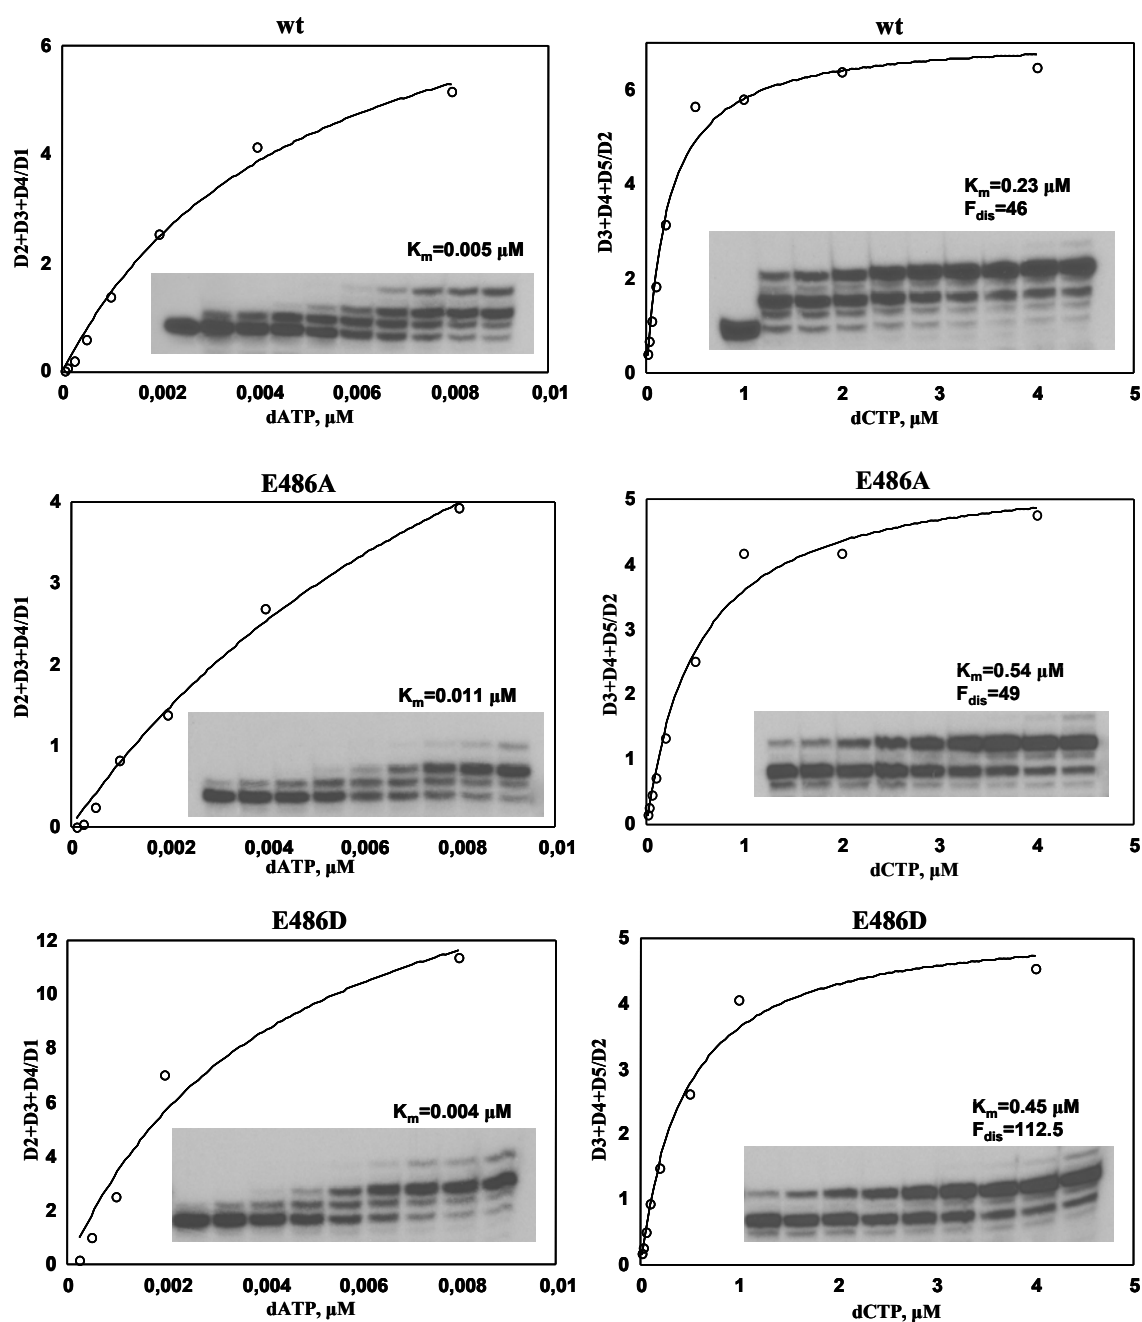 wt
6
4
2
0
D2+D3+D4/D1
Km=0.005 µM
0 0,002 0,004 0,006 0,008 0,01
dATP, µM
wt
6
4
2
0
D3+D4+D5/D2
Km=0.23 µM
Fdis=46
0 1 2 3 4 5
dCTP, µM
E486A
4
3
2
1
0
D2+D3+D4/D1
Km=0.011 µM
0 0,002 0,004 0,006 0,008 0,01
dATP, µM
E486A
5
4
3
2
1
0
D3+D4+D5/D2
Km=0.54 µM
Fdis=49
0 1 2 3 4 5
dCTP, µM
E486D
12
10
8
6
4
2
0
D2+D3+D4/D1
Km=0.004 µM
0 0,002 0,004 0,006 0,008 0,01
dATP, µM
E486D
5
4
3
2
1
0
D3+D4+D5/D2
Km=0.45 µM
Fdis=112.5
0 1 2 3 4 5
dCTP, µM